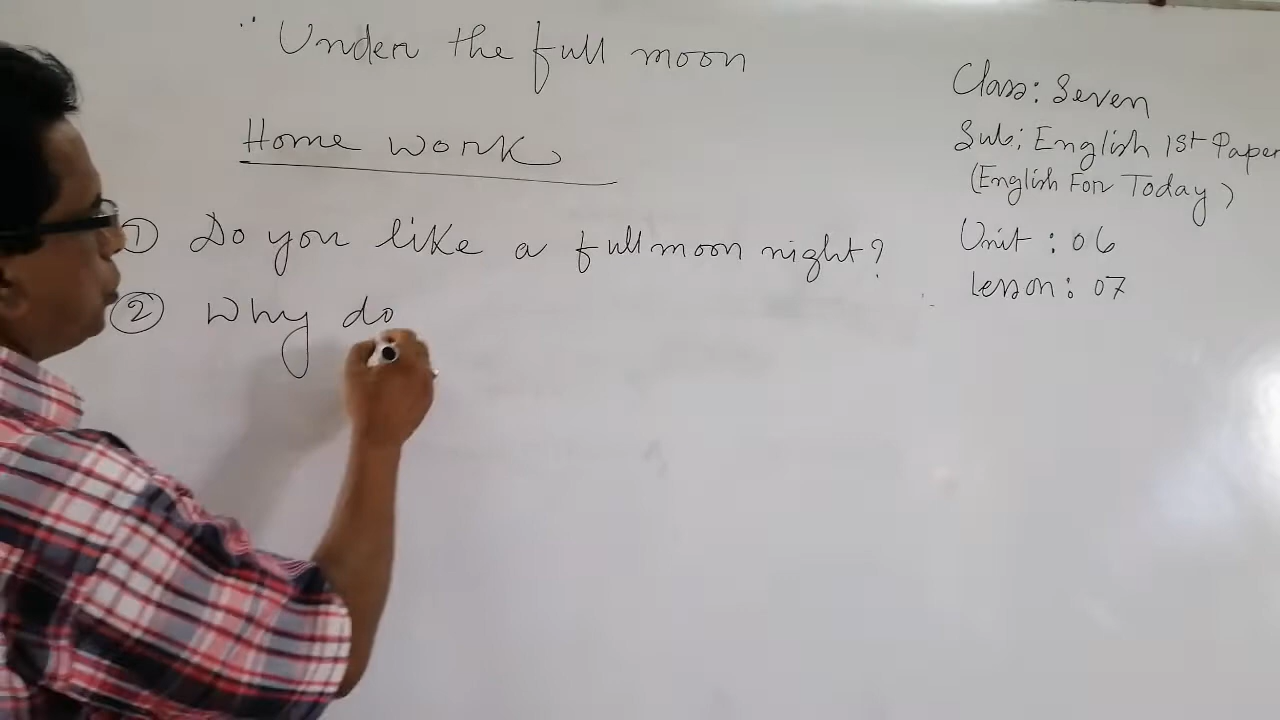 Under the full moon
Home work
① Do you like a full moon night?
② Why do
Class: Seven
Sub: English 1st Paper
(English For Today)
Unit : 06
Lesson: 07